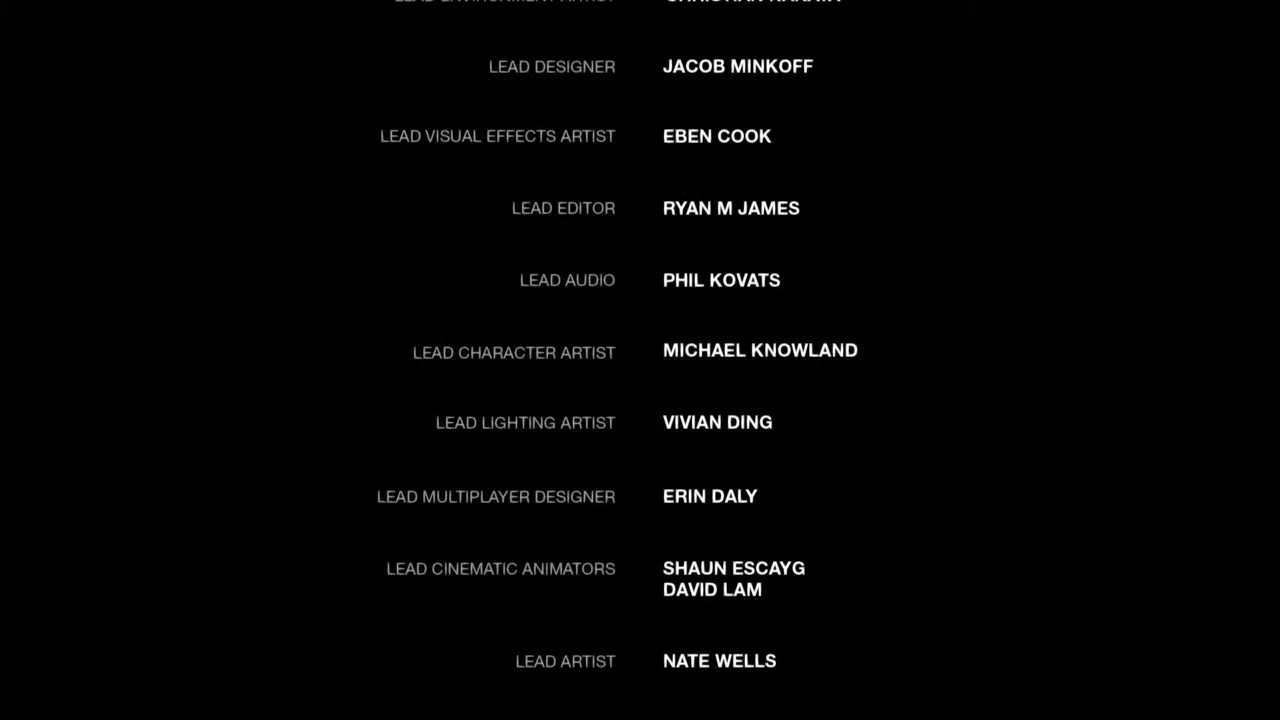 LEAD DESIGNER JACOB MINKOFF
LEAD VISUAL EFFECTS ARTIST EBEN COOK
LEAD EDITOR RYAN M JAMES
LEAD AUDIO PHIL KOVATS
LEAD CHARACTER ARTIST MICHAEL KNOWLAND
LEAD LIGHTING ARTIST VIVIAN DING
LEAD MULTIPLAYER DESIGNER ERIN DALY
LEAD CINEMATIC ANIMATORS SHAUN ESCAYG
DAVID LAM
LEAD ARTIST NATE WELLS